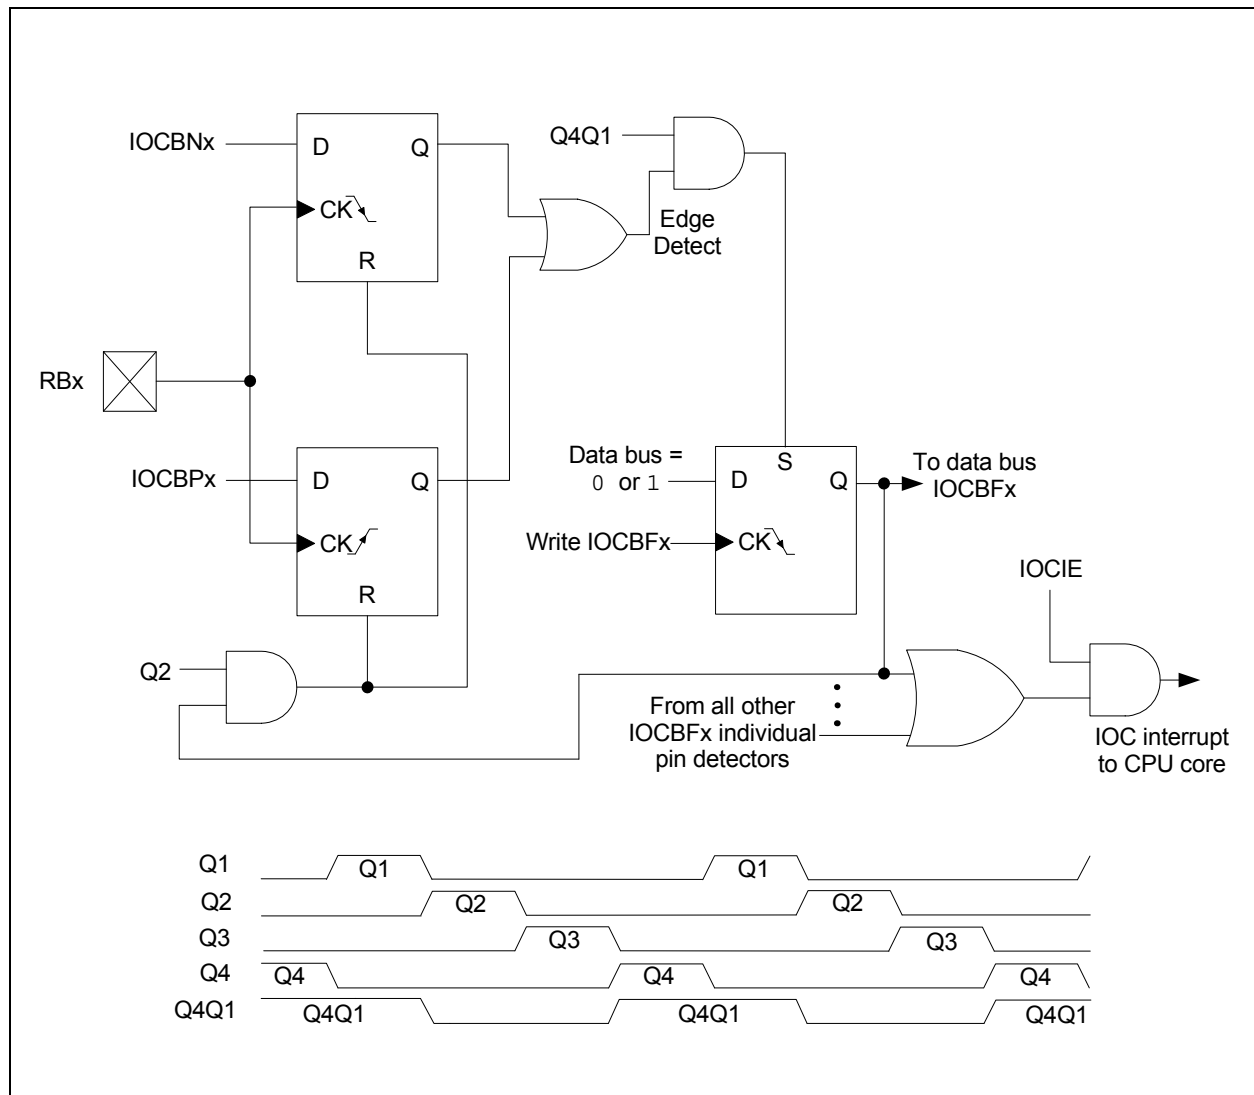 IOCBNx
D
Q
CK
R
Q4Q1
Edge
Detect
RBx
IOCBPx
D
Q
CK
R
Data bus =
0 or 1
S
D
Q
To data bus
IOCBFx
Write IOCBFx
CK
IOCIE
Q2
From all other
IOCBFx individual
pin detectors
IOC interrupt
to CPU core
Q1
Q1
Q1
Q2
Q2
Q2
Q3
Q3
Q3
Q4
Q4
Q4
Q4
Q4Q1
Q4Q1
Q4Q1
Q4Q1